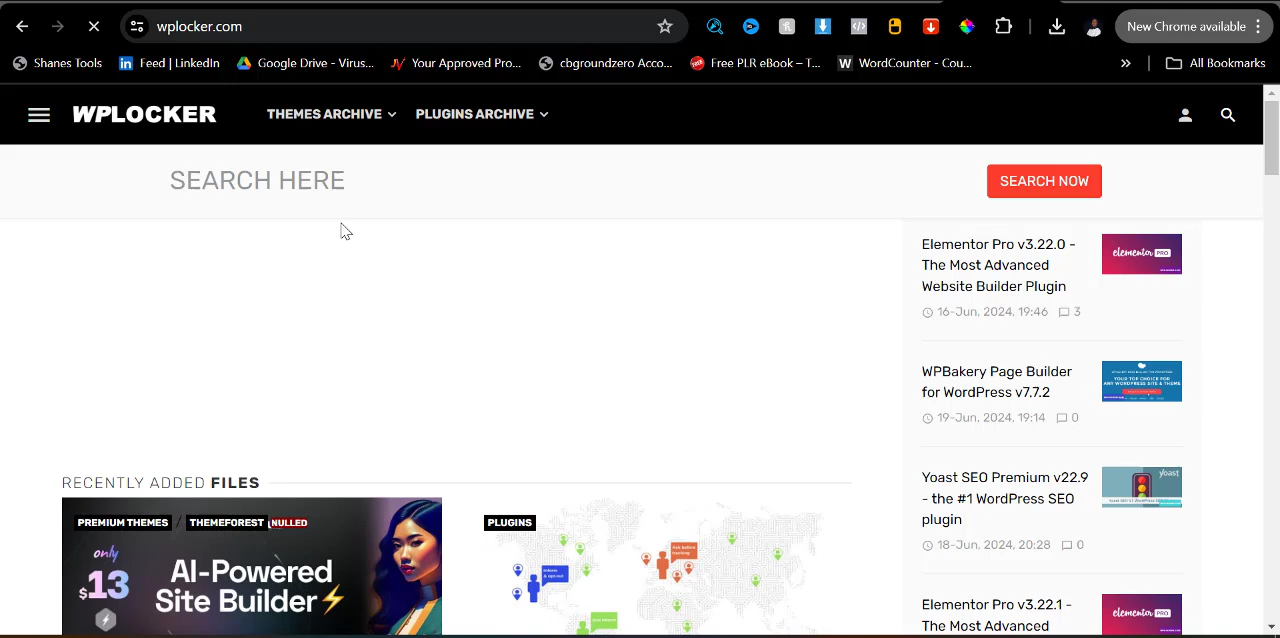 wplocker.com
New Chrome available
Shanes Tools
Feed | LinkedIn
Google Drive - Virus...
Your Approved Pro...
cbgroundzero Acco...
Free PLR eBook – T...
WordCounter - Cou...
All Bookmarks
WPLOCKER
THEMES ARCHIVE
PLUGINS ARCHIVE
SEARCH HERE
SEARCH NOW
Elementor Pro v3.22.0 -
The Most Advanced
Website Builder Plugin
16-Jun, 2024, 19:46 3
elementor PRO
WPBakery Page Builder
for WordPress v7.7.2
19-Jun, 2024, 19:14 0
Yoast SEO Premium v22.9
- the #1 WordPress SEO
plugin
18-Jun, 2024, 20:28 0
yoast
Elementor Pro v3.22.1 -
The Most Advanced
elementor PRO
RECENTLY ADDED FILES
PREMIUM THEMES / THEMEFOREST NULLED
only
$13
AI-Powered
Site Builder
PLUGINS